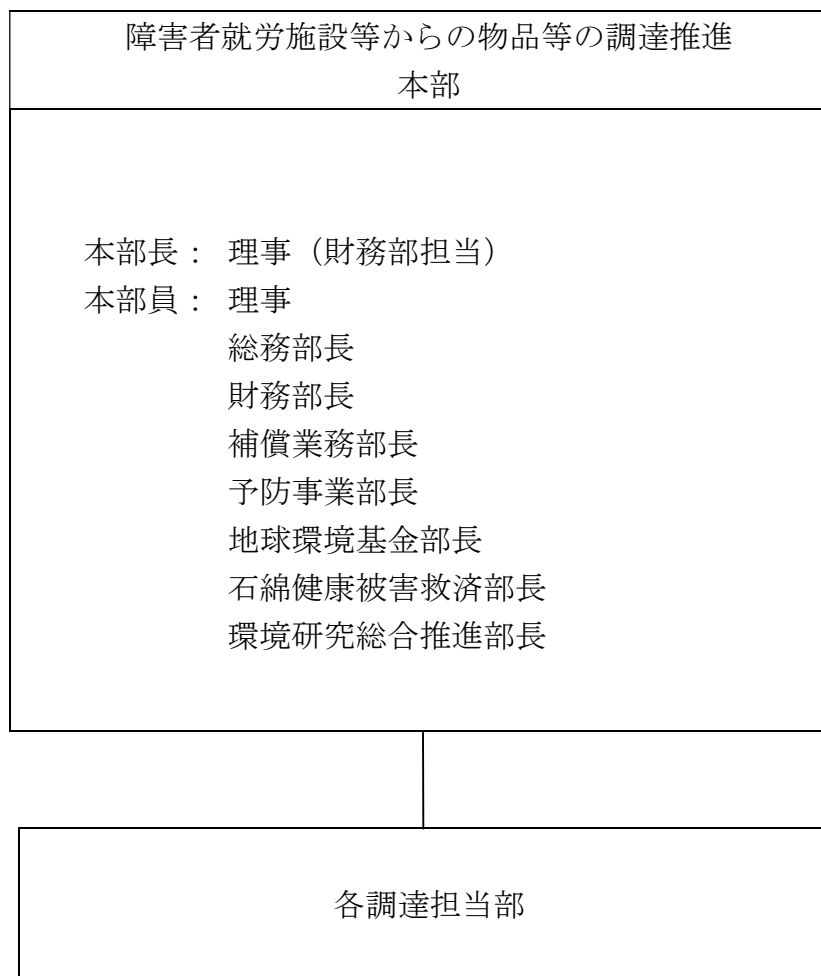 障害者就労施設等からの物品等の調達推進
本部
本部長： 理事（財務部担当）
本部員： 理事
総務部長
財務部長
補償業務部長
予防事業部長
地球環境基金部長
石綿健康被害救済部長
環境研究総合推進部長
各調達担当部